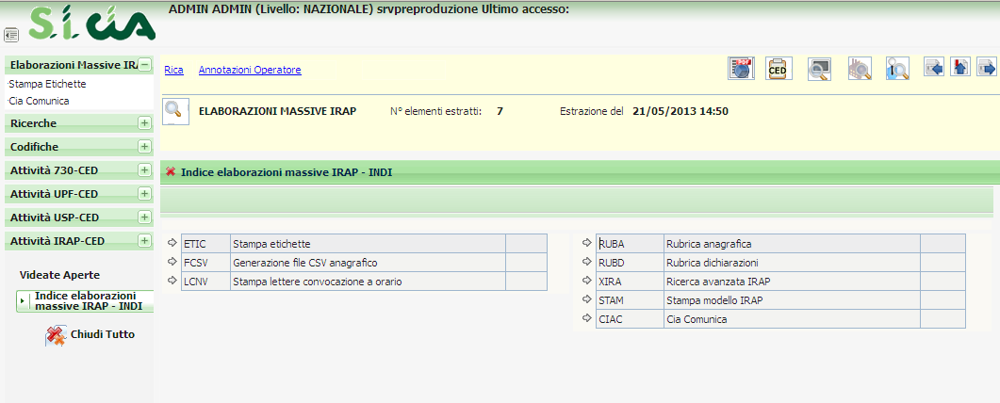 ADMIN ADMIN (Livello: NAZIONALE) srvpreproduzione Ultimo accesso:
S.I. CIA
Elaborazioni Massive IRA
Stampa Etichette
Cia Comunica
Ricerche
Codifiche
Attività 730-CED
Attività UPF-CED
Attività USP-CED
Attività IRAP-CED
Videate Aperte
Indice elaborazioni
massive IRAP - INDI
Chiudi Tutto
Rica Annotazioni Operatore
PDF CED
ELABORAZIONI MASSIVE IRAP N° elementi estratti: 7 Estrazione del 21/05/2013 14:50
Indice elaborazioni massive IRAP - INDI
ETIC Stampa etichette
FCSV Generazione file CSV anagrafico
LCNV Stampa lettere convocazione a orario
RUBA Rubrica anagrafica
RUBD Rubrica dichiarazioni
XIRA Ricerca avanzata IRAP
STAM Stampa modello IRAP
CIAC Cia Comunica